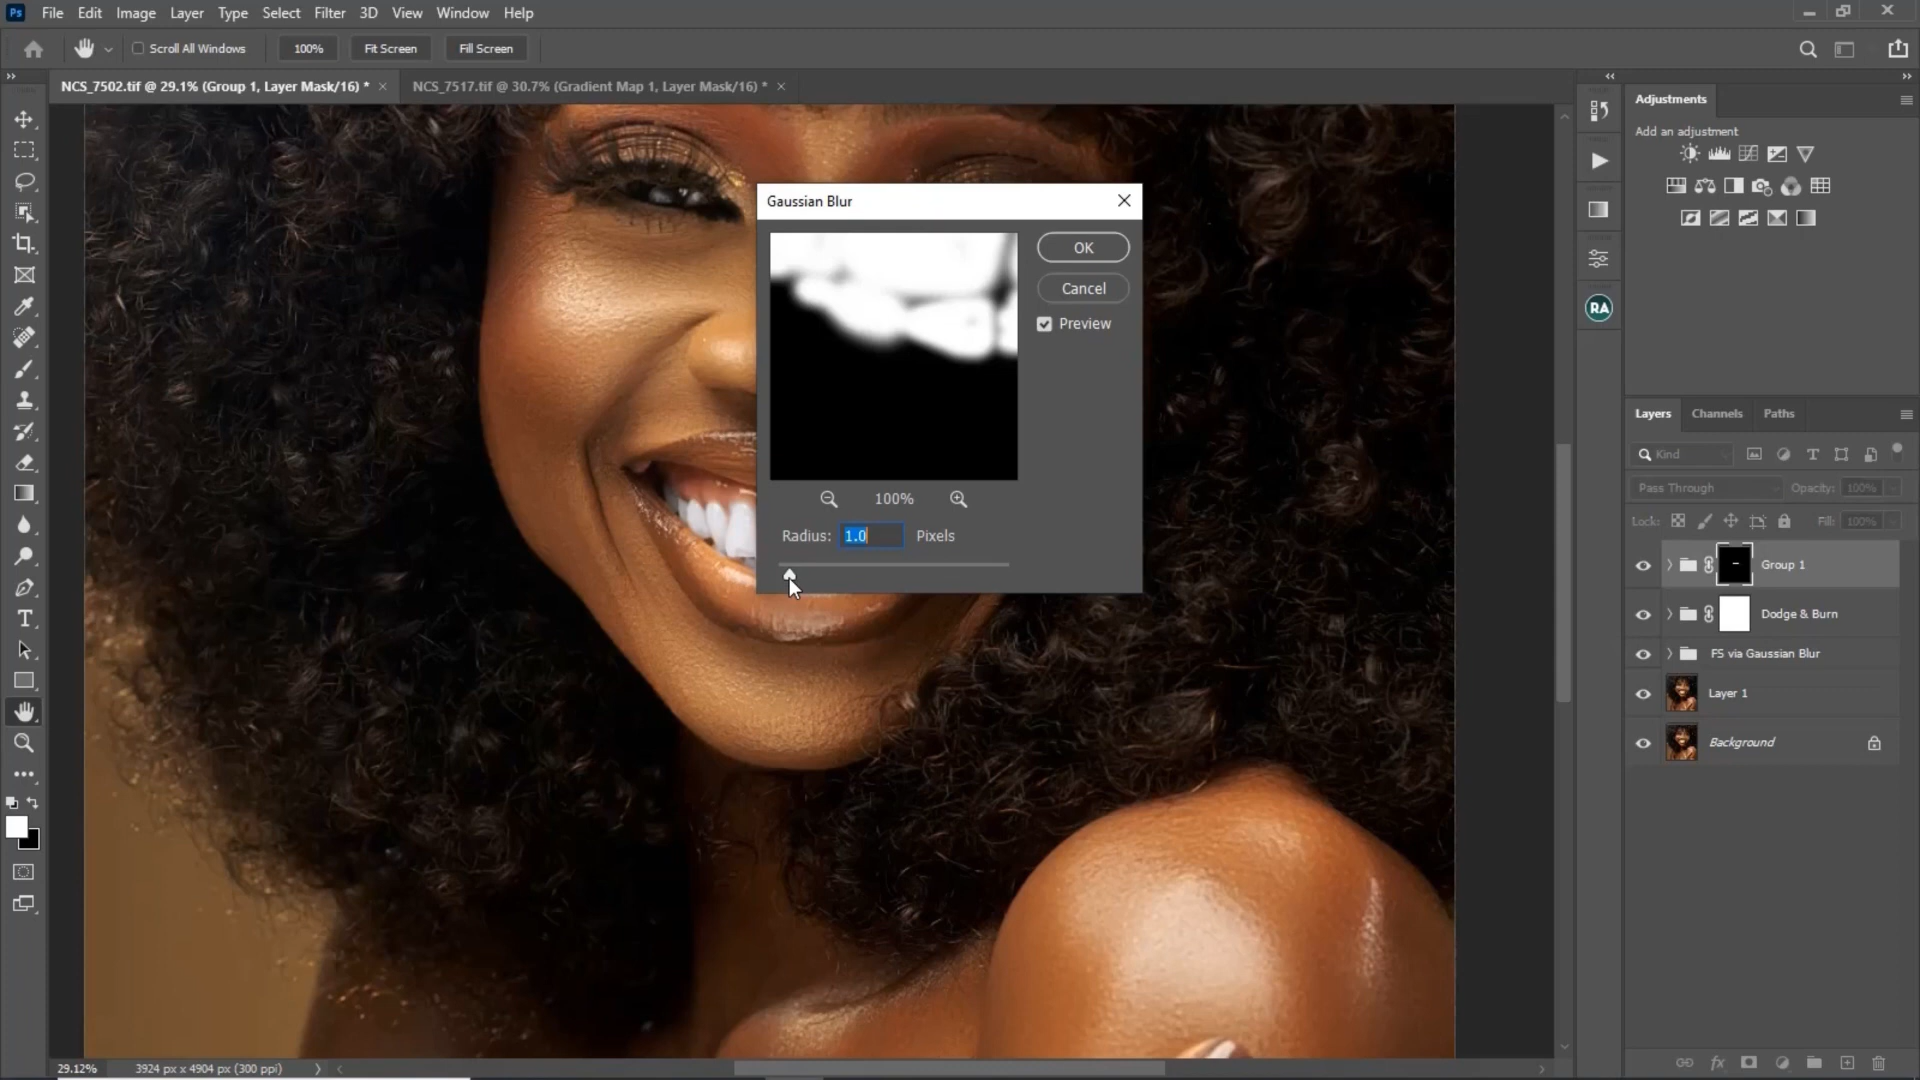 Ps File Edit Image Layer Type Select Filter 3D View Window Help
Scroll All Windows 100% Fit Screen Fill Screen
NCS_7502.tif @ 29.1% (Group 1, Layer Mask/16) * NCS_7517.tif @ 30.7% (Gradient Map 1, Layer Mask/16) *
Adjustments
Add an adjustment
Gaussian Blur
OK
Cancel
Preview
RA
100%
Radius: 1.0 Pixels
Layers Channels Paths
Kind
Pass Through Opacity: 100%
Lock: Fill: 100%
Group 1
Dodge & Burn
FS via Gaussian Blur
Layer 1
Background
29.12% 3924 px x 4904 px (300 ppi)